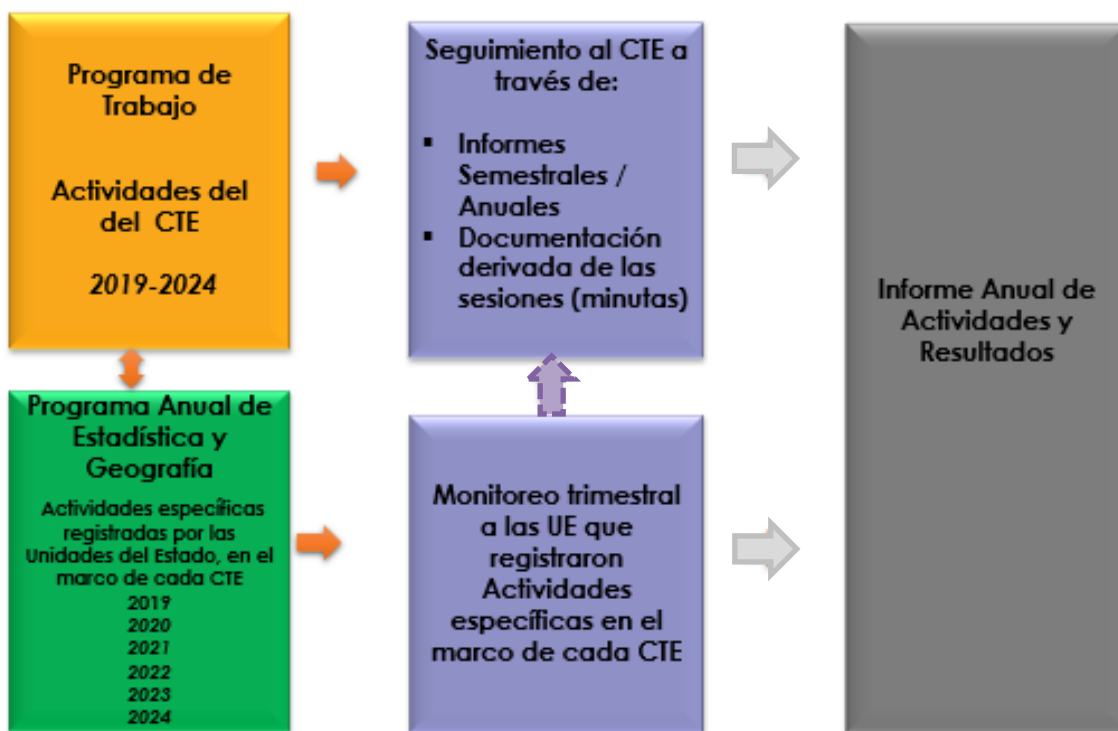 Programa de
Trabajo
Actividades del
del CTE
2019-2024
Programa Anual de
Estadística y
Geografía
Actividades específicas
registradas por las
Unidades del Estado, en el
marco de cada CTE
2019
2020
2021
2022
2023
2024
Seguimiento al CTE a
través de:
▪ Informes
Semestrales /
Anuales
▪ Documentación
derivada de las
sesiones (minutas)
Monitoreo trimestral
a las UE que
registraron
Actividades
específicas en el
marco de cada CTE
Informe Anual de
Actividades y
Resultados